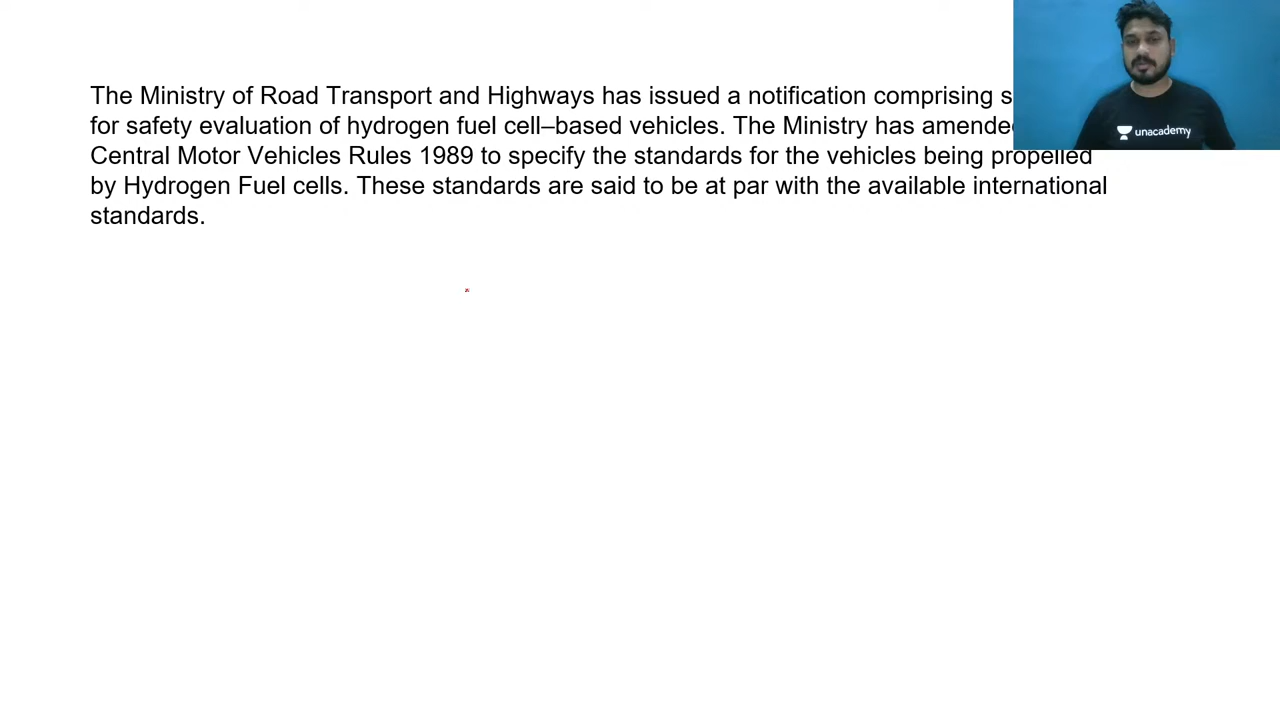 The Ministry of Road Transport and Highways has issued a notification comprising
for safety evaluation of hydrogen fuel cell–based vehicles. The Ministry has amended
Central Motor Vehicles Rules 1989 to specify the standards for the vehicles being propelled
by Hydrogen Fuel cells. These standards are said to be at par with the available international
standards.
unacademy